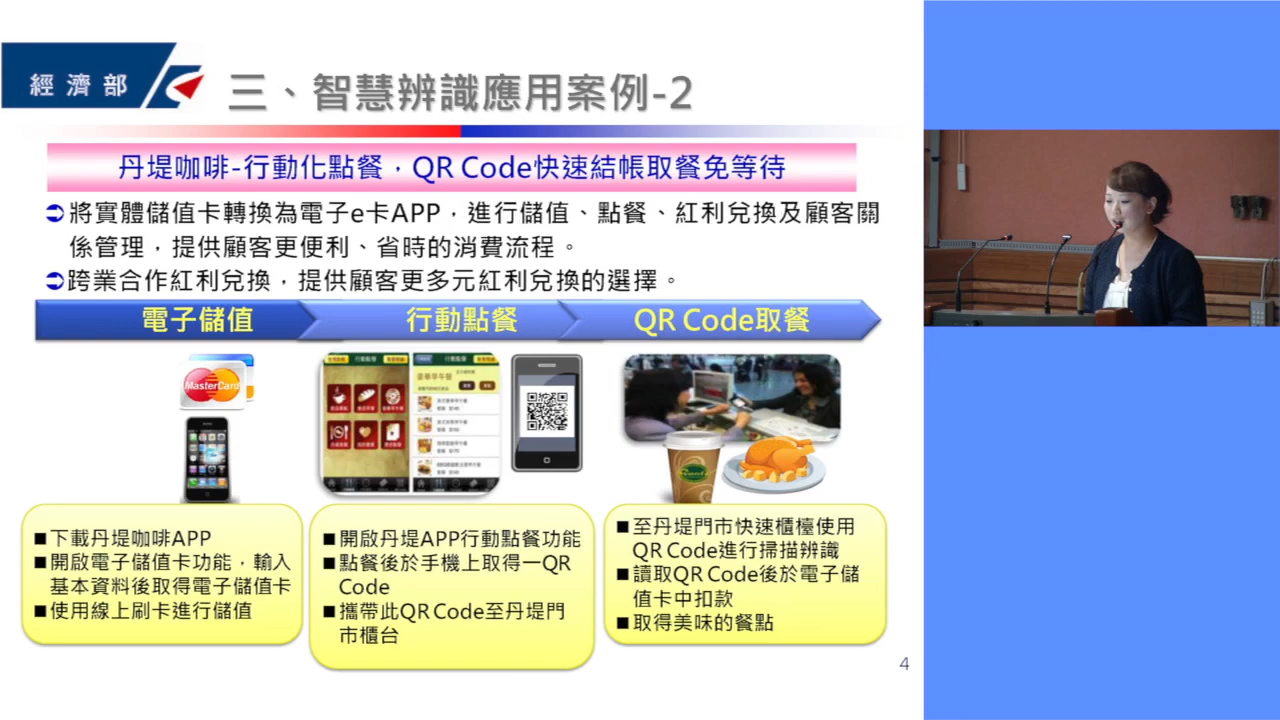 經濟部
三、智慧辨識應用案例-2
丹堤咖啡-行動化點餐，QR Code快速結帳取餐免等待
將實體儲值卡轉換為電子e卡APP，進行儲值、點餐、紅利兌換及顧客關
係管理，提供顧客更便利、省時的消費流程。
跨業合作紅利兌換，提供顧客更多元紅利兌換的選擇。
電子儲值
行動點餐
QR Code取餐
MasterCard
行動點餐
行動點餐
■下載丹堤咖啡APP
■開啟電子儲值卡功能，輸入
基本資料後取得電子儲值卡
■使用線上刷卡進行儲值
■開啟丹堤APP行動點餐功能
■點餐後於手機上取得一QR
Code
■攜帶此QR Code至丹堤門
市櫃台
■至丹堤門市快速櫃檯使用
QR Code進行掃描辨識
■讀取QR Code後於電子儲
值卡中扣款
■取得美味的餐點
4